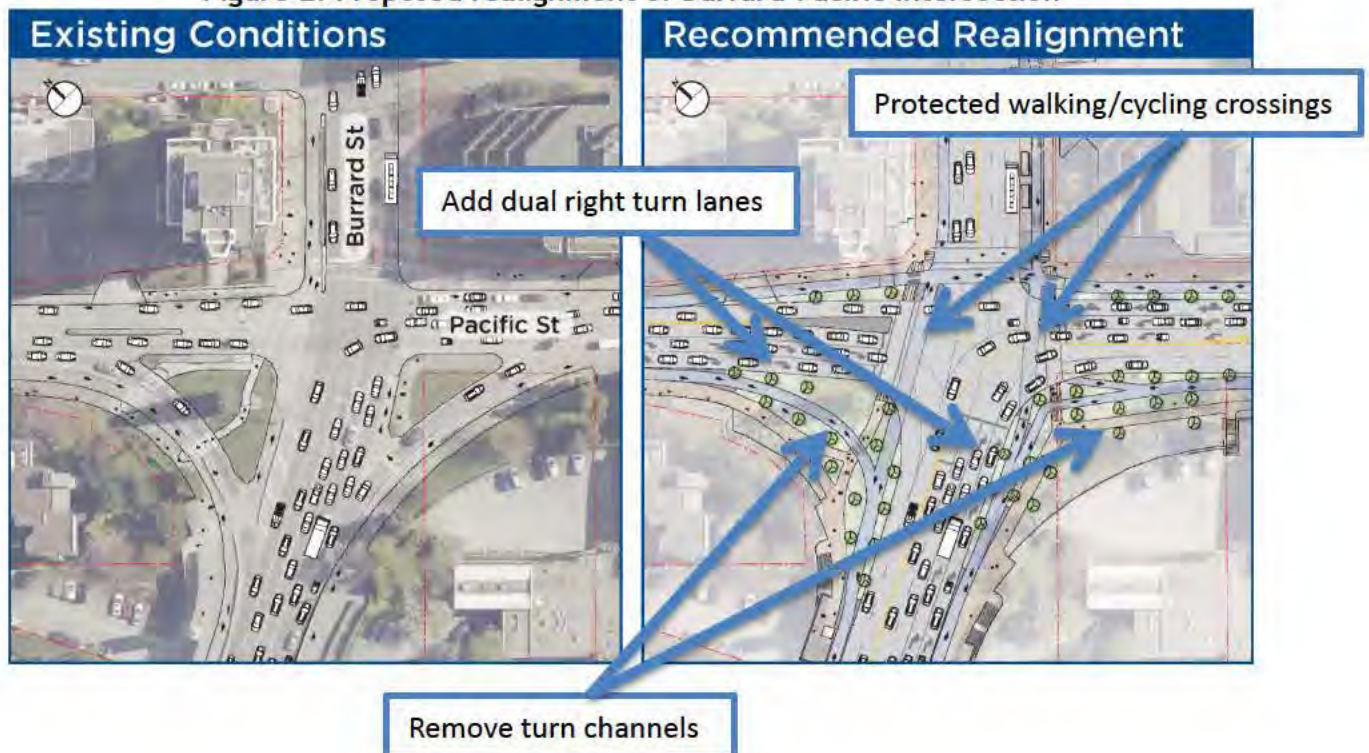 Existing Conditions
Recommended Realignment
Protected walking/cycling crossings
Add dual right turn lanes
Burrard St
Pacific St
Remove turn channels